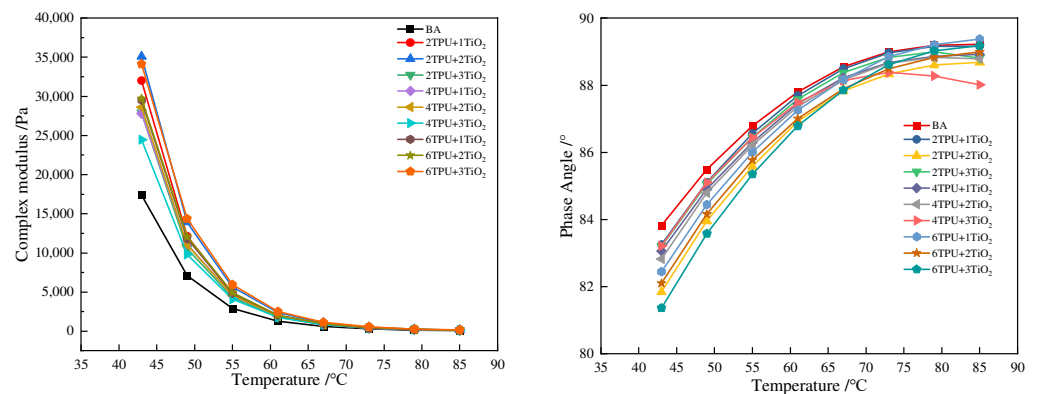 40,000
35,000
30,000
25,000
20,000
15,000
10,000
5,000
0
Complex modulus /Pa
35 40 45 50 55 60 65 70 75 80 85 90
Temperature /°C
BA
2TPU+1TiO₂
2TPU+2TiO₂
2TPU+3TiO₂
4TPU+1TiO₂
4TPU+2TiO₂
4TPU+3TiO₂
6TPU+1TiO₂
6TPU+2TiO₂
6TPU+3TiO₂
90
88
86
84
82
80
Phase Angle /°
35 40 45 50 55 60 65 70 75 80 85 90
Temperature /°C
BA
2TPU+1TiO₂
2TPU+2TiO₂
2TPU+3TiO₂
4TPU+1TiO₂
4TPU+2TiO₂
4TPU+3TiO₂
6TPU+1TiO₂
6TPU+2TiO₂
6TPU+3TiO₂